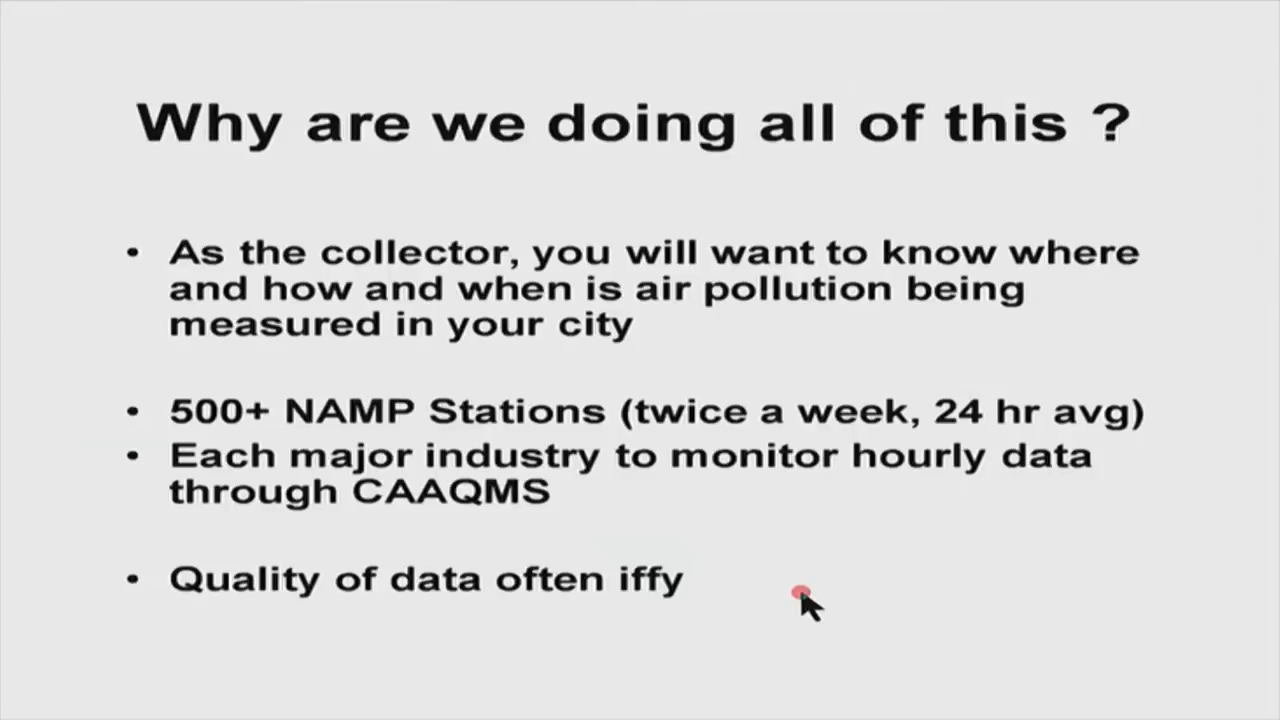 Why are we doing all of this ?
• As the collector, you will want to know where
and how and when is air pollution being
measured in your city
• 500+ NAMP Stations (twice a week, 24 hr avg)
• Each major industry to monitor hourly data
through CAAQMS
• Quality of data often iffy